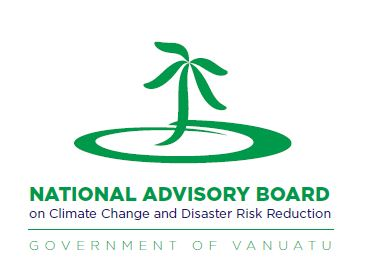 NATIONAL ADVISORY BOARD
on Climate Change and Disaster Risk Reduction
GOVERNMENT OF VANUATU